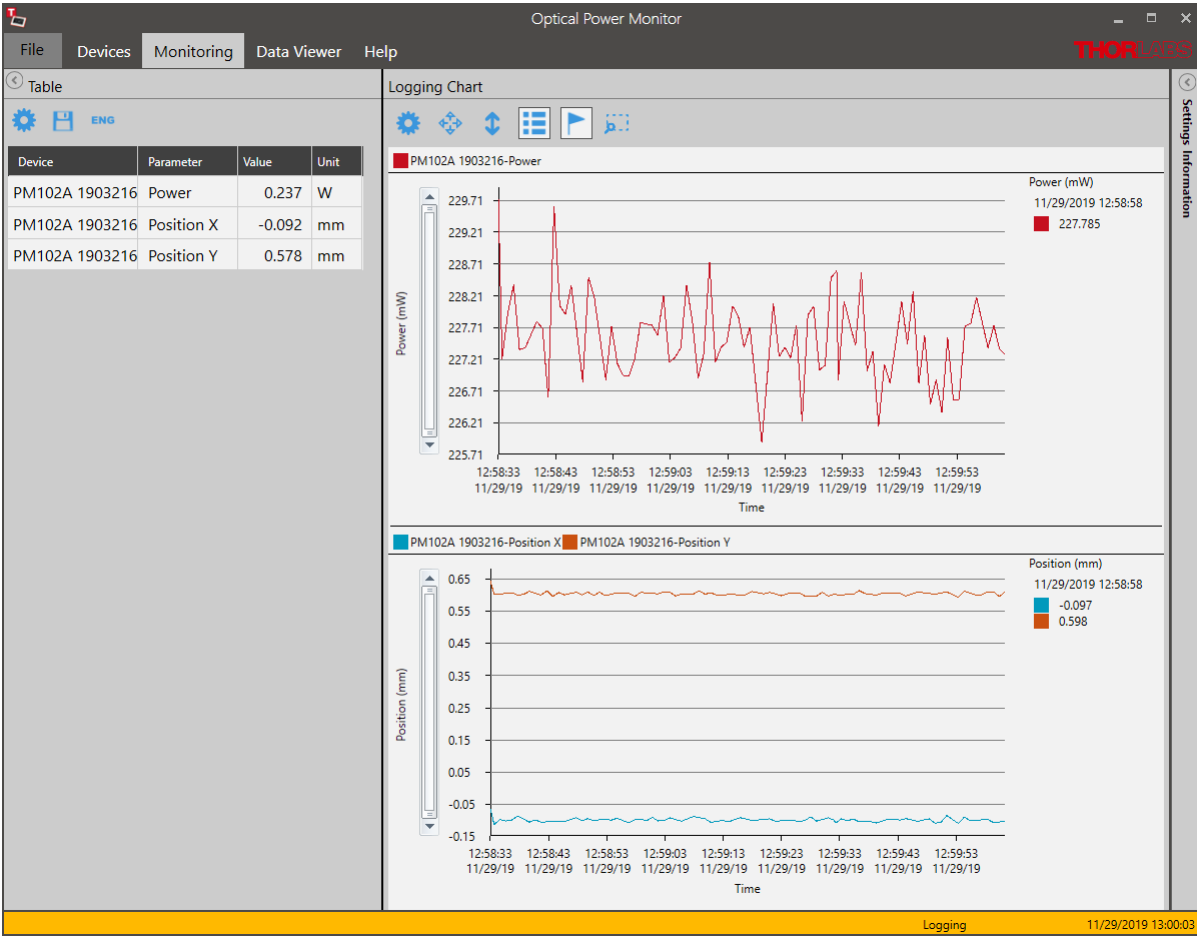 Optical Power Monitor
File Devices Monitoring Data Viewer Help
THORLABS
Table
ENG
Device Parameter Value Unit
PM102A 1903216 Power 0.237 W
PM102A 1903216 Position X -0.092 mm
PM102A 1903216 Position Y 0.578 mm
Logging Chart
PM102A 1903216-Power
Power (mW)
229.71
229.21
228.71
228.21
227.71
227.21
226.71
226.21
225.71
12:58:33 12:58:43 12:58:53 12:59:03 12:59:13 12:59:23 12:59:33 12:59:43 12:59:53
11/29/19 11/29/19 11/29/19 11/29/19 11/29/19 11/29/19 11/29/19 11/29/19 11/29/19
Time
Power (mW)
11/29/2019 12:58:58
227.785
PM102A 1903216-Position X PM102A 1903216-Position Y
Position (mm)
0.65
0.55
0.45
0.35
0.25
0.15
0.05
-0.05
-0.15
12:58:33 12:58:43 12:58:53 12:59:03 12:59:13 12:59:23 12:59:33 12:59:43 12:59:53
11/29/19 11/29/19 11/29/19 11/29/19 11/29/19 11/29/19 11/29/19 11/29/19 11/29/19
Time
Position (mm)
11/29/2019 12:58:58
-0.097
0.598
Settings Information
Logging 11/29/2019 13:00:03